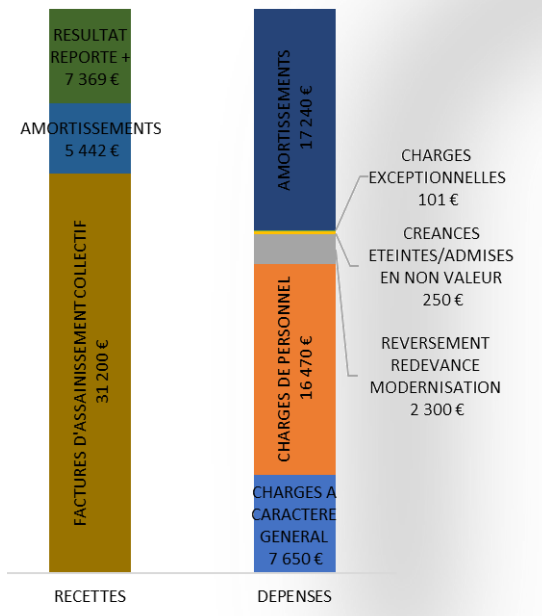 RESULTAT
REPORTE +
7 369 €
AMORTISSEMENTS
5 442 €
FACTURES D'ASSAINISSEMENT COLLECTIF
31 200 €
RECETTES
AMORTISSEMENTS
17 240 €
CHARGES
EXCEPTIONNELLES
101 €
CREANCES
ETEINTES/ADMISES
EN NON VALEUR
250 €
REVERSEMENT
REDEVANCE
MODERNISATION
2 300 €
CHARGES DE PERSONNEL
16 470 €
CHARGES A
CARACTERE
GENERAL
7 650 €
DEPENSES